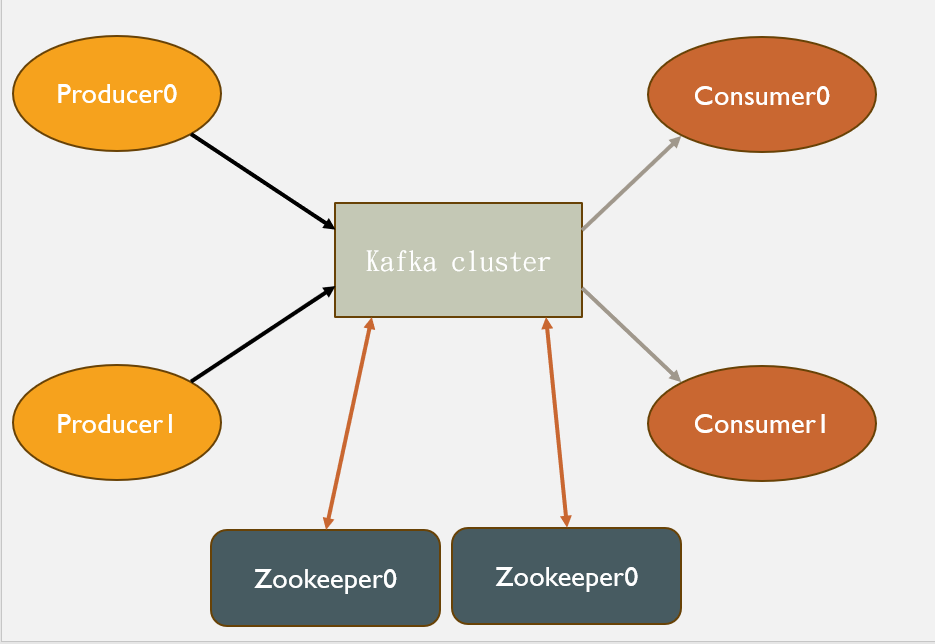 Producer0
Consumer0
Kafka cluster
Producer1
Consumer1
Zookeeper0
Zookeeper0